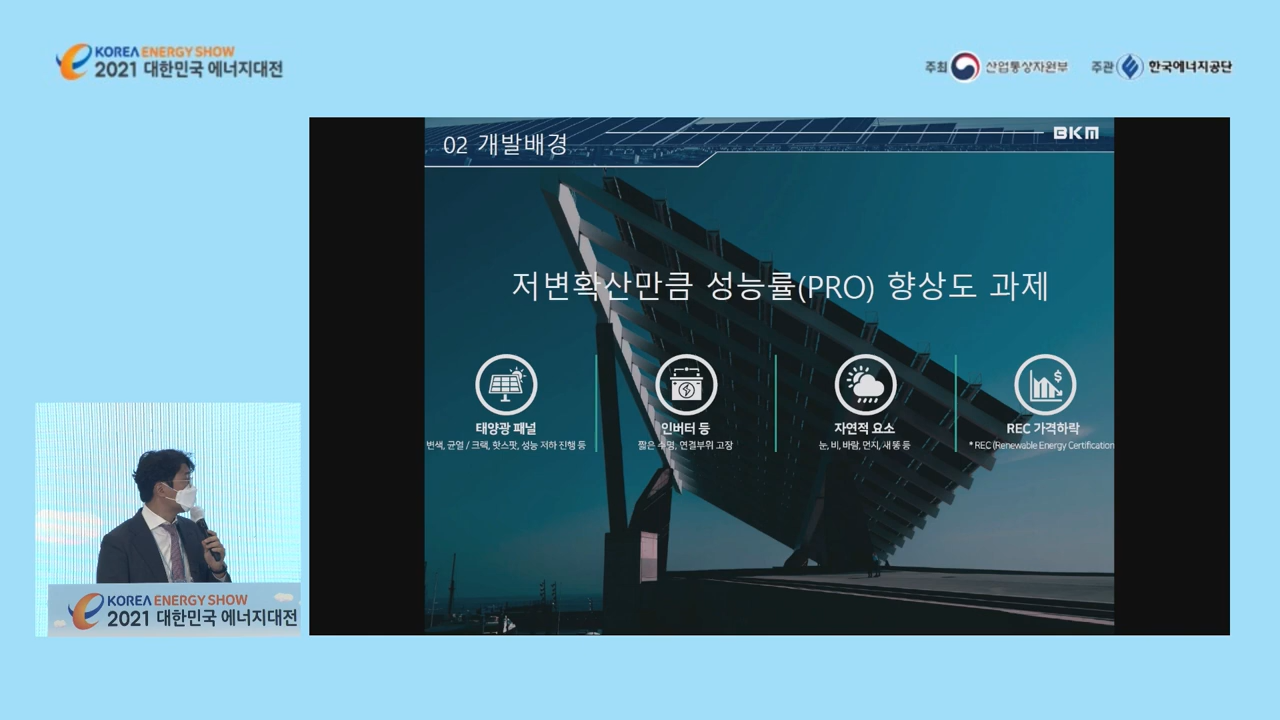 KOREA ENERGY SHOW
2021 대한민국 에너지대전
주최 산업통상자원부 주관 한국에너지공단
02 개발배경
BKM
저변확산만큼 성능률(PRO) 향상도 과제
태양광 패널
변색, 균열 / 크랙, 핫스팟, 성능 저하 진행 등
인버터 등
짧은 수명, 연결부위 고장
자연적 요소
눈, 비, 바람, 먼지, 새똥 등
REC 가격하락
* REC (Renewable Energy Certification
KOREA ENERGY SHOW
2021 대한민국 에너지대전